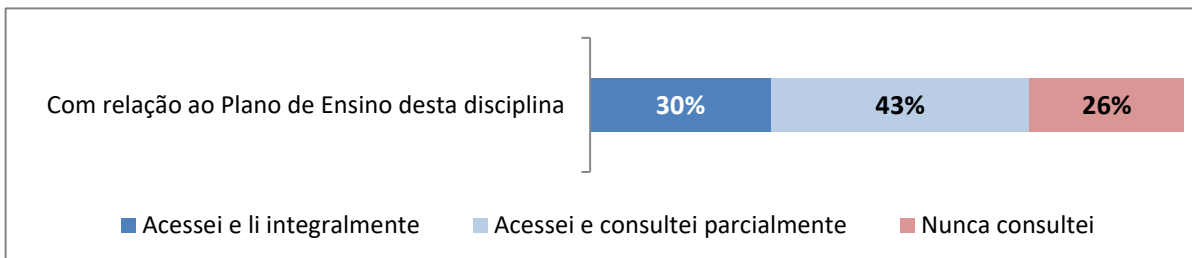 Com relação ao Plano de Ensino desta disciplina 30% 43% 26%
Acessei e li integralmente Acessei e consultei parcialmente Nunca consultei